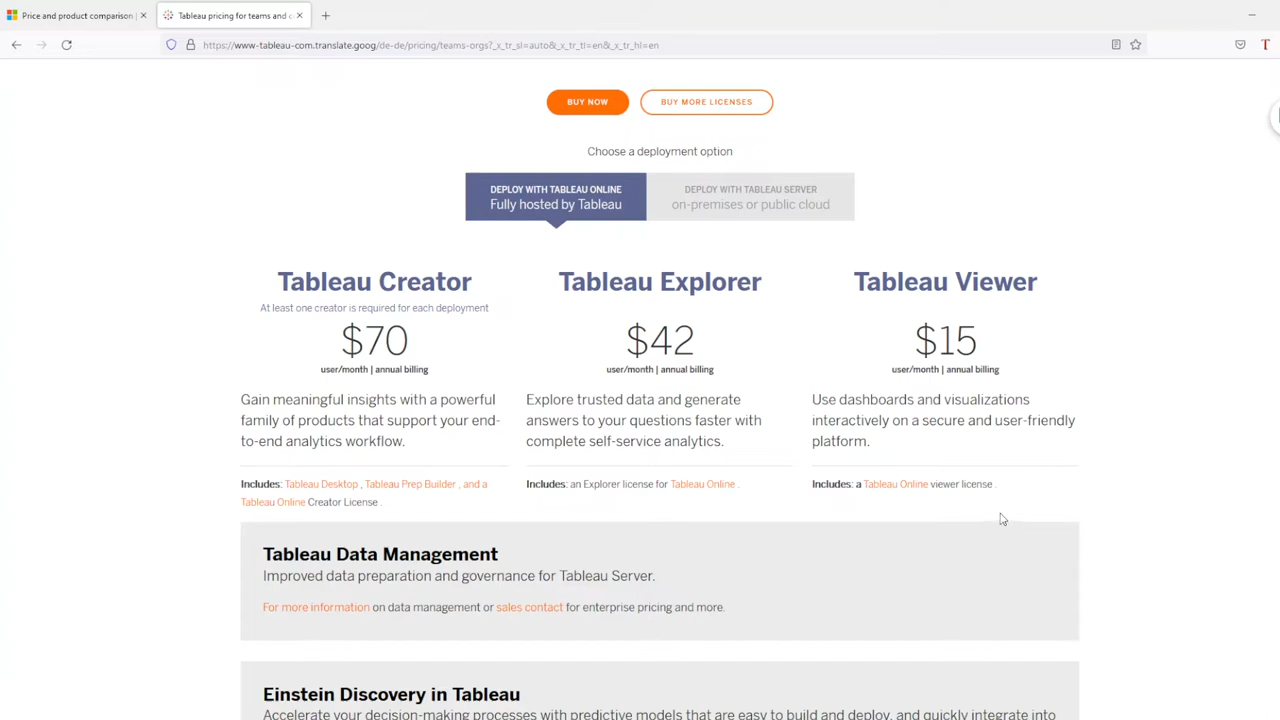 Price and product comparison |
Tableau pricing for teams and o
https://www-tableau-com.translate.goog/de-de/pricing/teams-orgs?_x_tr_sl=auto&_x_tr_tl=en&_x_tr_hl=en
T
BUY NOW
BUY MORE LICENSES
Choose a deployment option
DEPLOY WITH TABLEAU ONLINE
Fully hosted by Tableau
DEPLOY WITH TABLEAU SERVER
on-premises or public cloud
Tableau Creator
At least one creator is required for each deployment
$70
user/month | annual billing
Gain meaningful insights with a powerful
family of products that support your end-
to-end analytics workflow.
Includes: Tableau Desktop , Tableau Prep Builder , and a
Tableau Online Creator License .
Tableau Explorer
$42
user/month | annual billing
Explore trusted data and generate
answers to your questions faster with
complete self-service analytics.
Includes: an Explorer license for Tableau Online .
Tableau Viewer
$15
user/month | annual billing
Use dashboards and visualizations
interactively on a secure and user-friendly
platform.
Includes: a Tableau Online viewer license .
Tableau Data Management
Improved data preparation and governance for Tableau Server.
For more information on data management or sales contact for enterprise pricing and more.
Einstein Discovery in Tableau
Accelerate your decision-making processes with predictive models that are easy to build and deploy, and quickly integrate into